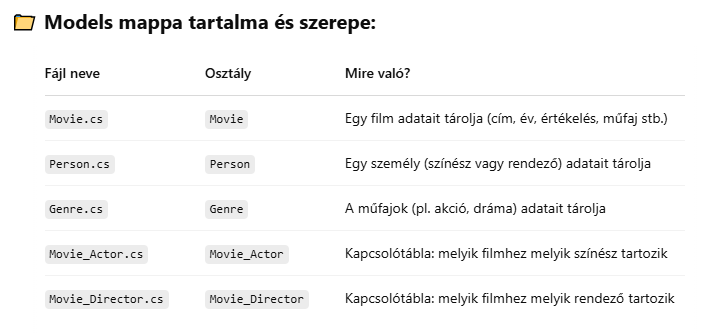 Models mappa tartalma és szerepe:
Fájl neve Osztály Mire való?
Movie.cs Movie Egy film adatait tárolja (cím, év, értékelés, műfaj stb.)
Person.cs Person Egy személy (színész vagy rendező) adatait tárolja
Genre.cs Genre A műfajok (pl. akció, dráma) adatait tárolja
Movie_Actor.cs Movie_Actor Kapcsolótábla: melyik filmhez melyik színész tartozik
Movie_Director.cs Movie_Director Kapcsolótábla: melyik filmhez melyik rendező tartozik